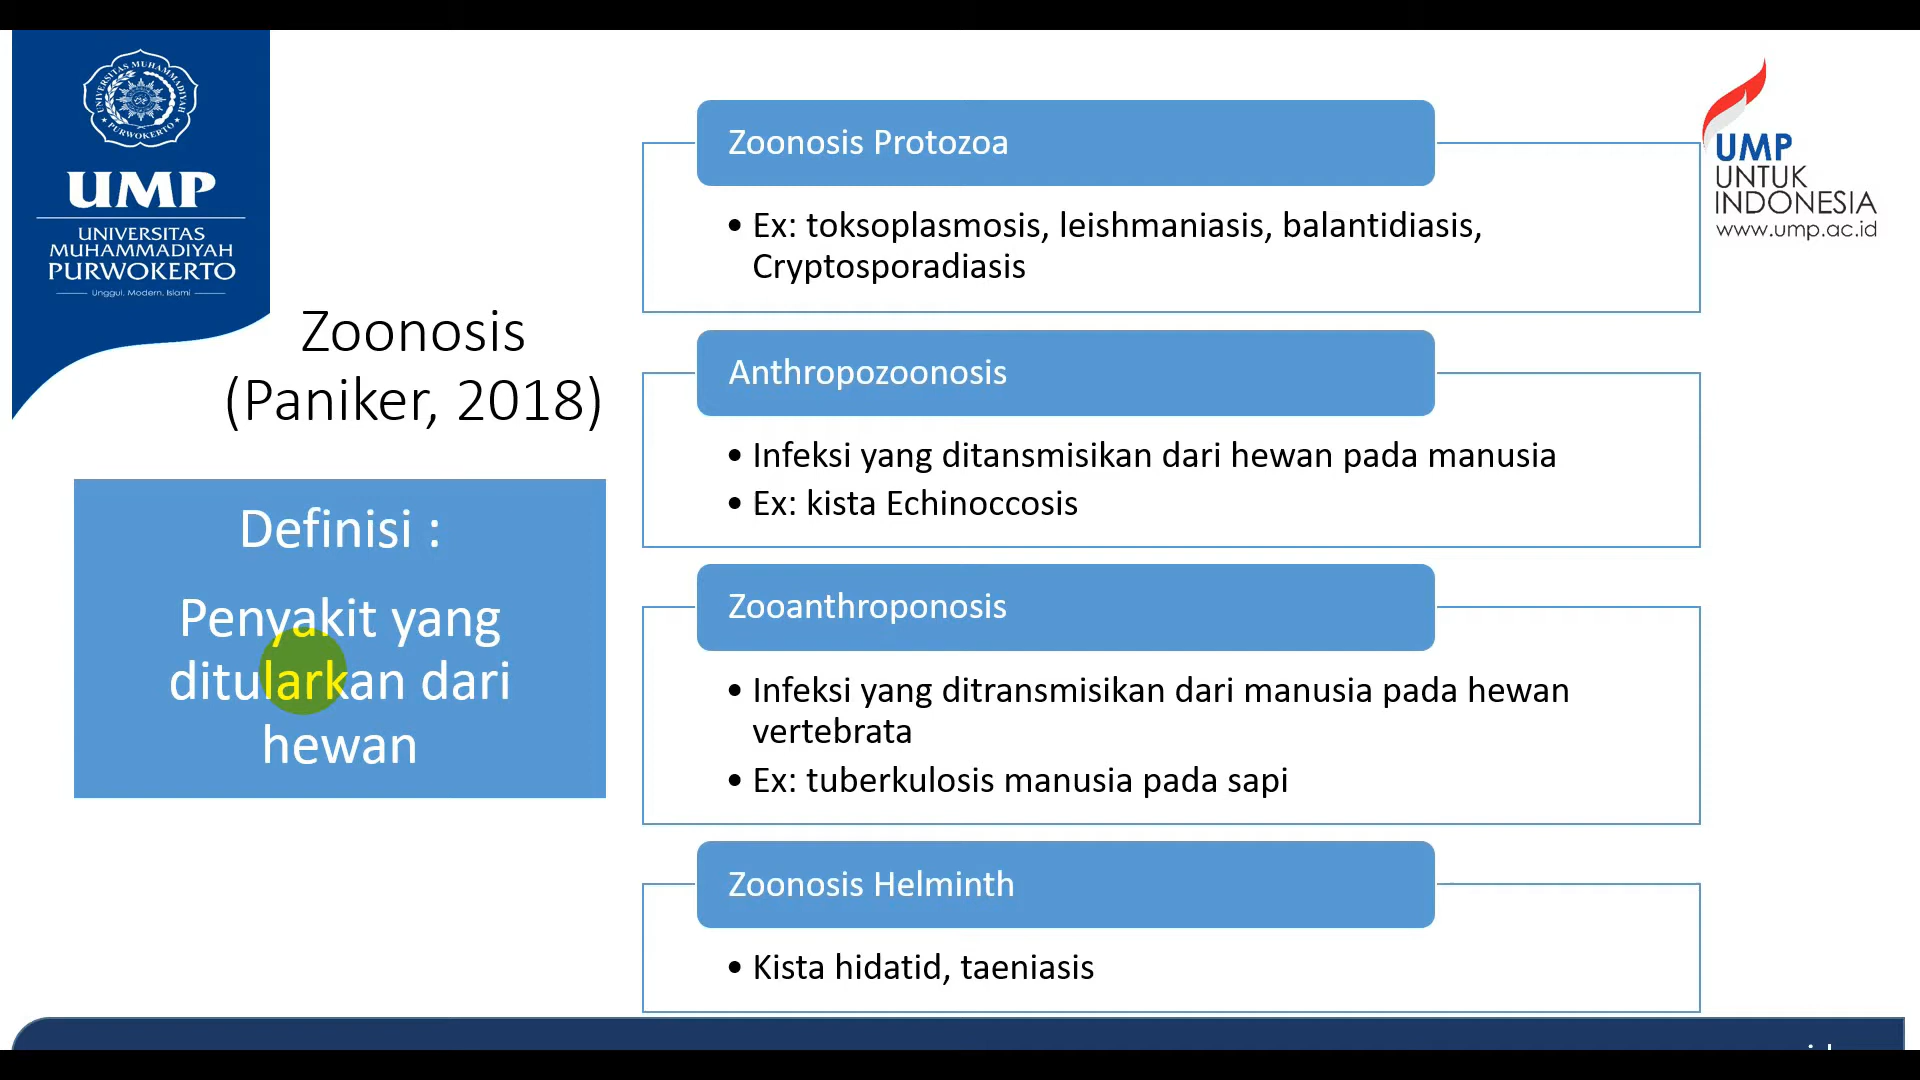 UNIVERSITAS MUHAMMADIYAH
PURWOKERTO
UMP
UNIVERSITAS
MUHAMMADIYAH
PURWOKERTO
Unggul, Modern, Islami
Zoonosis
(Paniker, 2018)
Definisi :
Penyakit yang
ditularkan dari
hewan
Zoonosis Protozoa
• Ex: toksoplasmosis, leishmaniasis, balantidiasis,
Cryptosporadiasis
Anthropozoonosis
• Infeksi yang ditansmisikan dari hewan pada manusia
• Ex: kista Echinoccosis
Zooanthroponosis
• Infeksi yang ditransmisikan dari manusia pada hewan
vertebrata
• Ex: tuberkulosis manusia pada sapi
Zoonosis Helminth
• Kista hidatid, taeniasis
UMP
UNTUK
INDONESIA
www.ump.ac.id